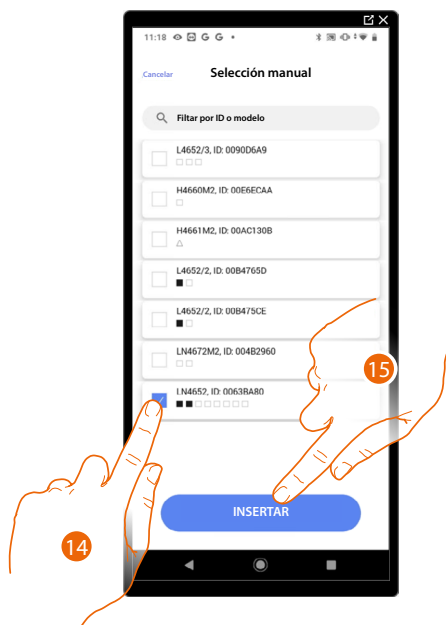 11:18 G G
Cancelar Selección manual
Filtar por ID o modelo
L4652/3, ID: 0090D6A9
H4660M2, ID: 00E6ECAA
H4661M2, ID: 00AC130B
L4652/2, ID: 00B4765D
L4652/2, ID: 00B475CE
LN4672M2, ID: 004B2960
LN4652, ID: 0063BA80
15
INSERTAR
14